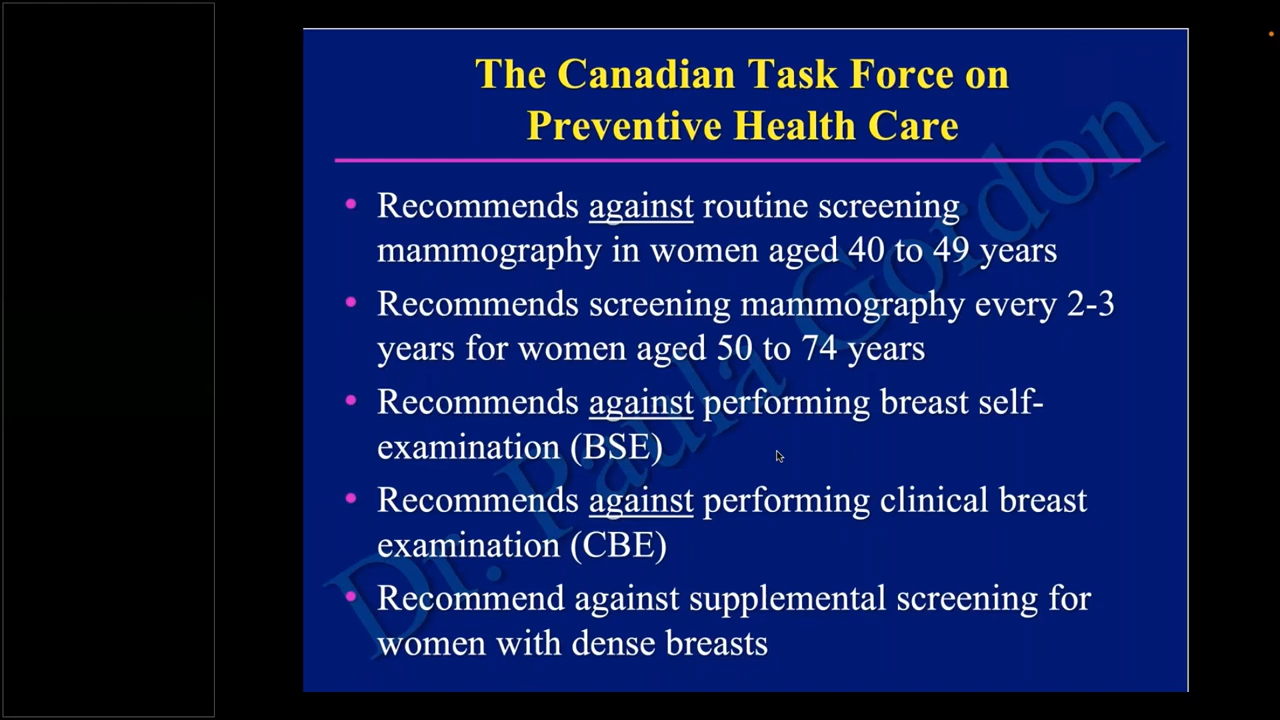 The Canadian Task Force on
Preventive Health Care
• Recommends against routine screening
mammography in women aged 40 to 49 years
• Recommends screening mammography every 2-3
years for women aged 50 to 74 years
• Recommends against performing breast self-
examination (BSE)
• Recommends against performing clinical breast
examination (CBE)
• Recommend against supplemental screening for
women with dense breasts
Dr. Paula Gordon